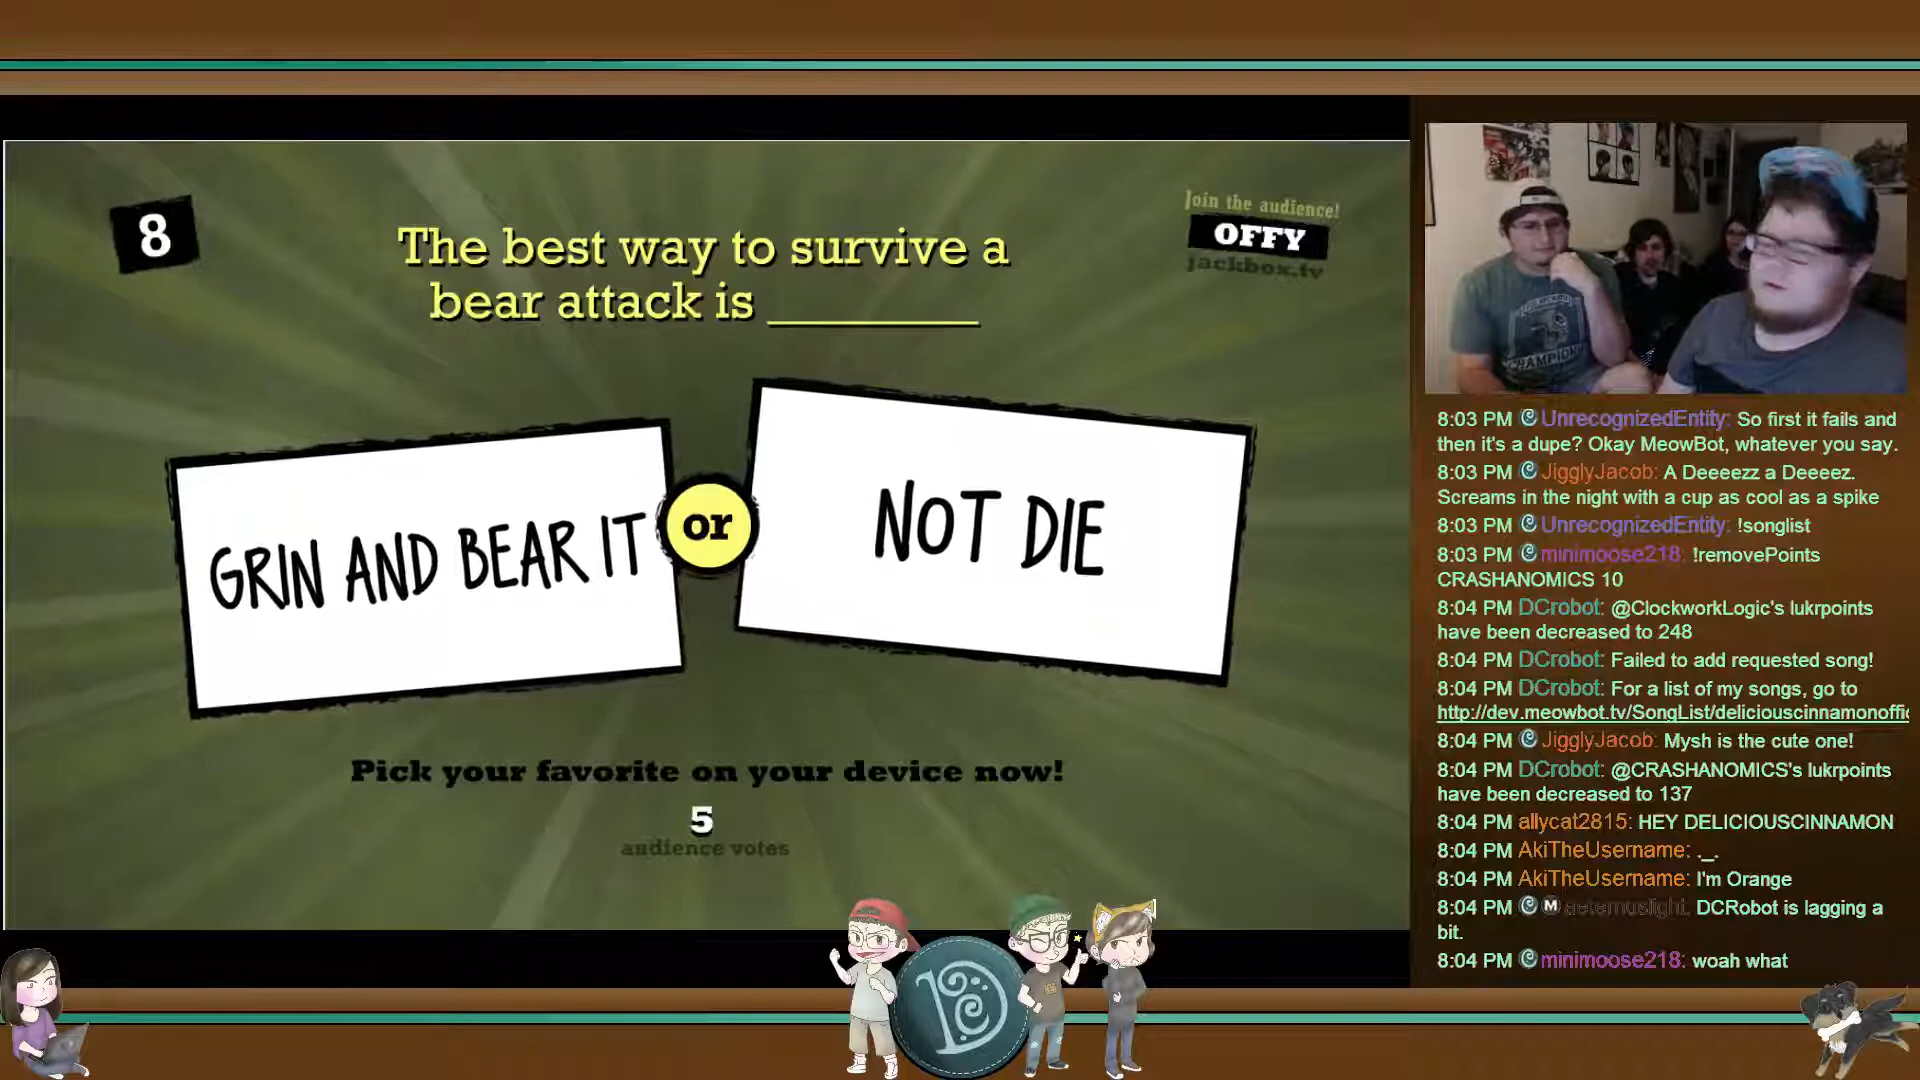 8
The best way to survive a
bear attack is ________
Join the audience!
OFFY
jackbox.tv
GRIN AND BEAR IT
or
NOT DIE
Pick your favorite on your device now!
5
audience votes
CHAMPIONS
8:03 PM UnrecognizedEntity: So first it fails and
then it's a dupe? Okay MeowBot, whatever you say.
8:03 PM JigglyJacob: A Deeeezz a Deeeez.
Screams in the night with a cup as cool as a spike
8:03 PM UnrecognizedEntity: !songlist
8:03 PM minimoose218: !removePoints
CRASHANOMICS 10
8:04 PM DCrobot: @ClockworkLogic's lukrpoints
have been decreased to 248
8:04 PM DCrobot: Failed to add requested song!
8:04 PM DCrobot: For a list of my songs, go to
http://dev.meowbot.tv/SongList/deliciouscinnamonoffic
8:04 PM JigglyJacob: Mysh is the cute one!
8:04 PM DCrobot: @CRASHANOMICS's lukrpoints
have been decreased to 137
8:04 PM allycat2815: HEY DELICIOUSCINNAMON
8:04 PM AkiTheUsername: ._.
8:04 PM AkiTheUsername: I'm Orange
8:04 PM M aeternuslight: DCRobot is lagging a
bit.
8:04 PM minimoose218: woah what